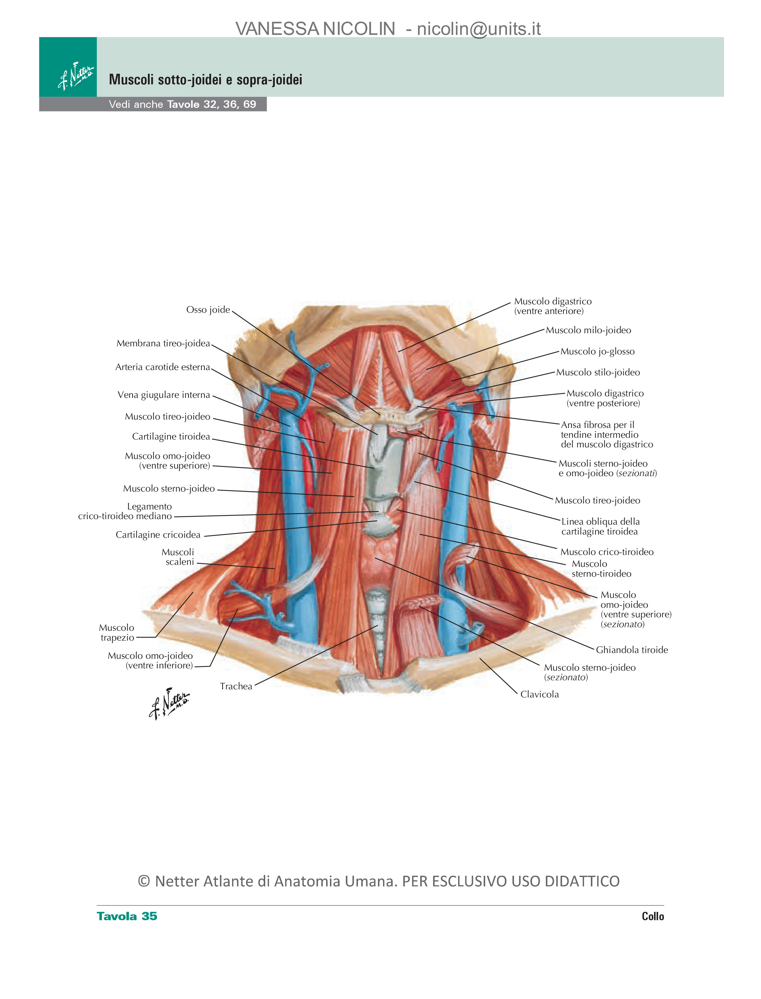 VANESSA NICOLIN - nicolin@units.it
F. Netter M.D.
Muscoli sotto-joidei e sopra-joidei
Vedi anche Tavole 32, 36, 69
Osso joide
Membrana tireo-joidea
Arteria carotide esterna
Vena giugulare interna
Muscolo tireo-joideo
Cartilagine tiroidea
Muscolo omo-joideo
(ventre superiore)
Muscolo sterno-joideo
Legamento
crico-tiroideo mediano
Cartilagine cricoidea
Muscoli
scaleni
Muscolo
trapezio
Muscolo omo-joideo
(ventre inferiore)
Trachea
Muscolo digastrico
(ventre anteriore)
Muscolo milo-joideo
Muscolo jo-glosso
Muscolo stilo-joideo
Muscolo digastrico
(ventre posteriore)
Ansa fibrosa per il
tendine intermedio
del muscolo digastrico
Muscoli sterno-joideo
e omo-joideo (sezionati)
Muscolo tireo-joideo
Linea obliqua della
cartilagine tiroidea
Muscolo crico-tiroideo
Muscolo
sterno-tiroideo
Muscolo
omo-joideo
(ventre superiore)
(sezionato)
Ghiandola tiroide
Muscolo sterno-joideo
(sezionato)
Clavicola
F. Netter M.D.
© Netter Atlante di Anatomia Umana. PER ESCLUSIVO USO DIDATTICO
Tavola 35
Collo